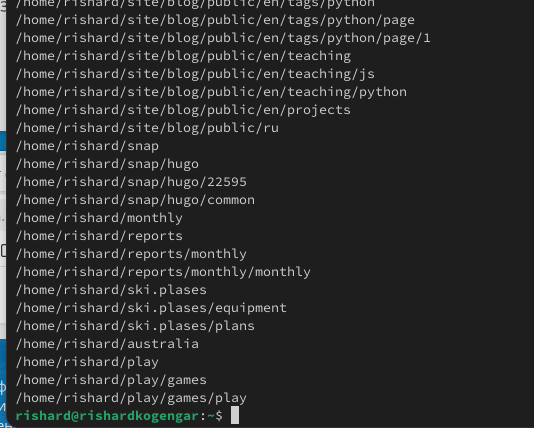 /home/rishard/site/blog/public/en/tags/python
/home/rishard/site/blog/public/en/tags/python/page
/home/rishard/site/blog/public/en/tags/python/page/1
/home/rishard/site/blog/public/en/teaching
/home/rishard/site/blog/public/en/teaching/js
/home/rishard/site/blog/public/en/teaching/python
/home/rishard/site/blog/public/en/projects
/home/rishard/site/blog/public/ru
/home/rishard/snap
/home/rishard/snap/hugo
/home/rishard/snap/hugo/22595
/home/rishard/snap/hugo/common
/home/rishard/monthly
/home/rishard/reports
/home/rishard/reports/monthly
/home/rishard/reports/monthly/monthly
/home/rishard/ski.plases
/home/rishard/ski.plases/equipment
/home/rishard/ski.plases/plans
/home/rishard/australia
/home/rishard/play
/home/rishard/play/games
/home/rishard/play/games/play
rishard@rishardkogengar:~$